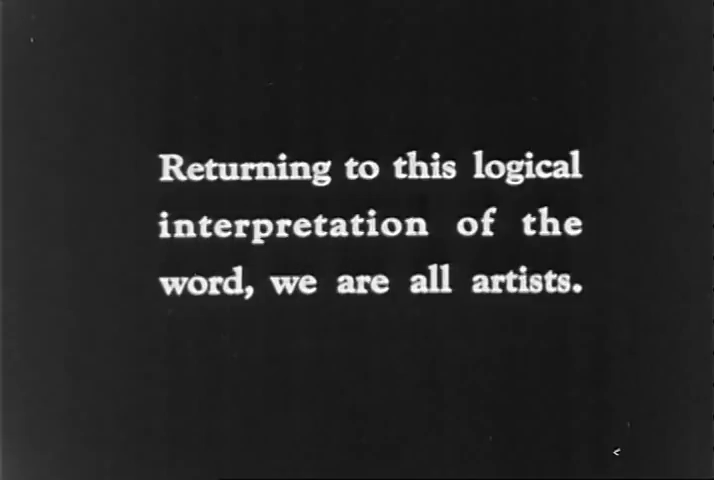 Returning to this logical
interpretation of the
word, we are all artists.